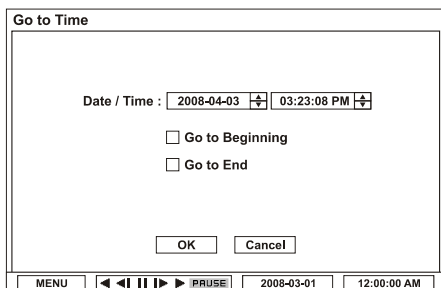 Go to Time
Date / Time : 2008-04-03 03:23:08 PM
Go to Beginning
Go to End
OK Cancel
MENU PAUSE 2008-03-01 12:00:00 AM